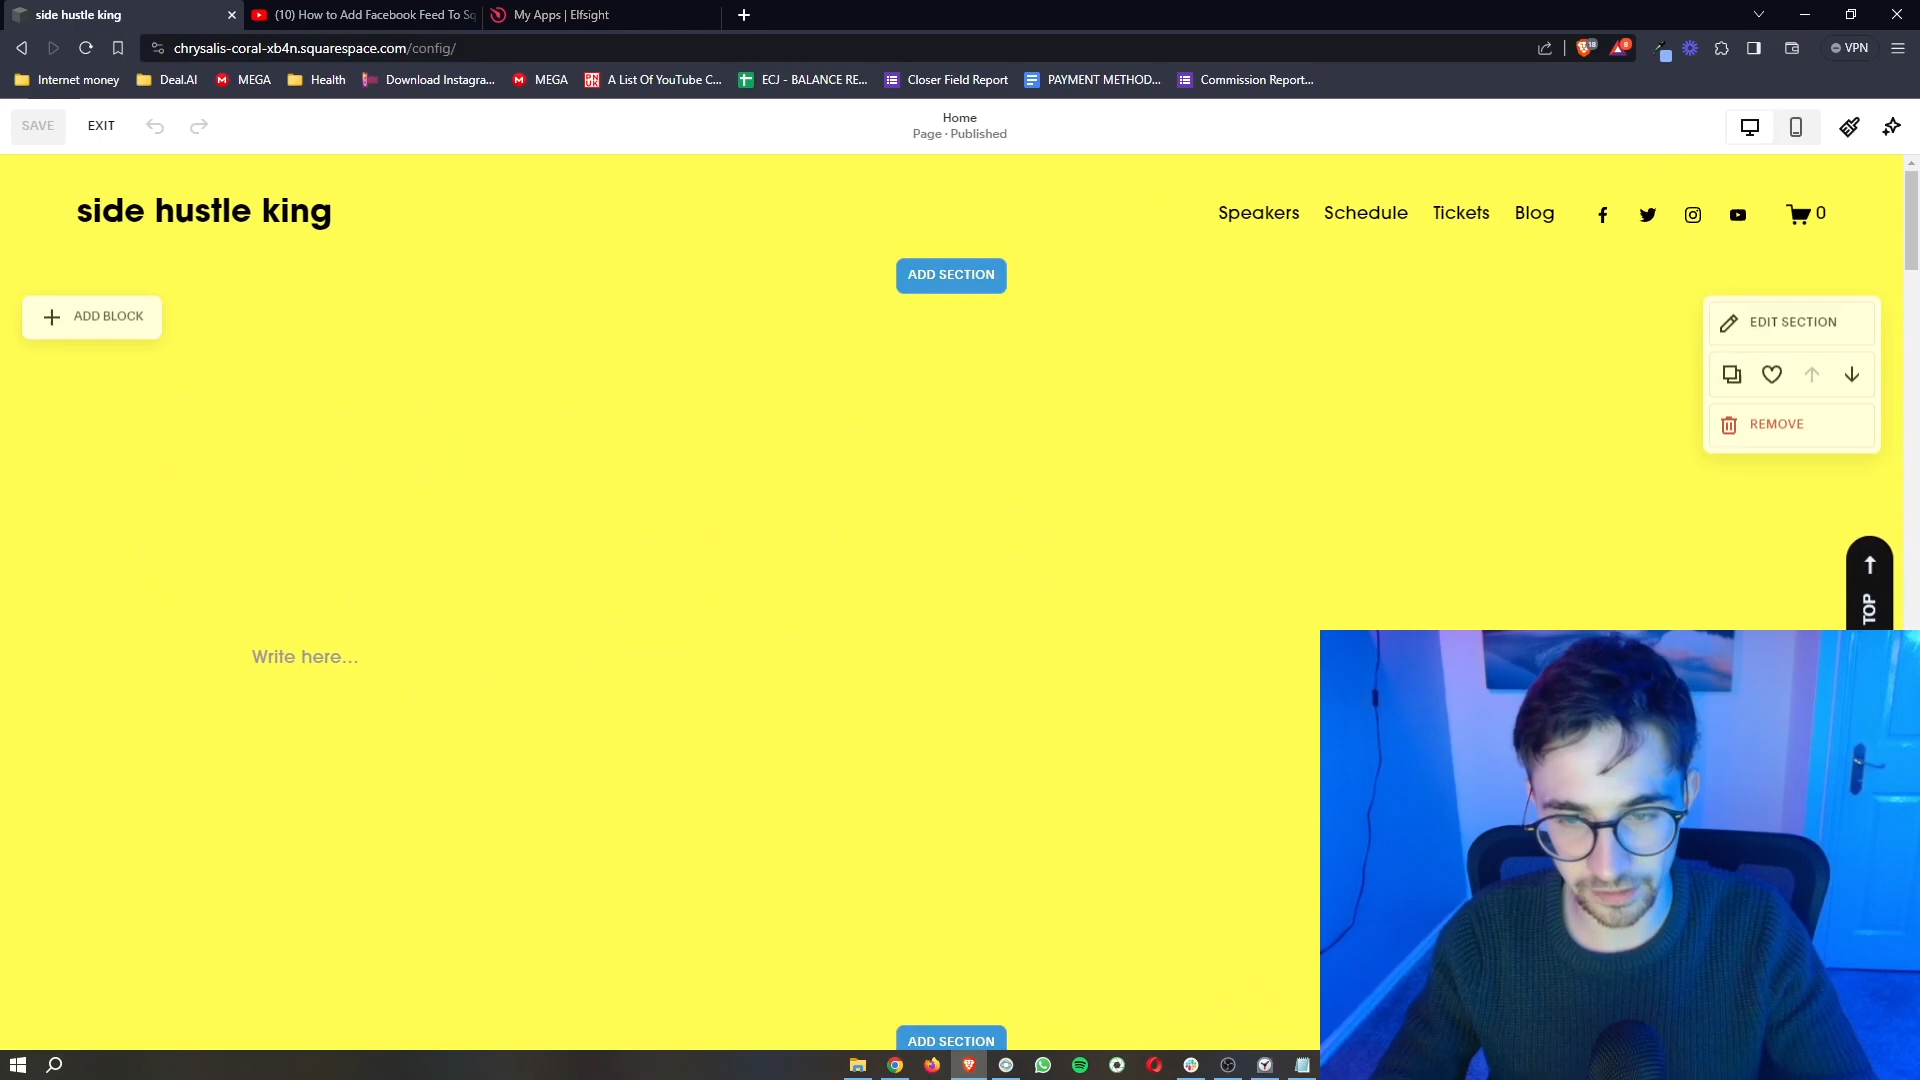 side hustle king
(10) How to Add Facebook Feed To Sq
My Apps | Elfsight
chrysalis-coral-xb4n.squarespace.com/config/
18
8
VPN
Internet money
Deal.AI
MEGA
Health
Download Instagra...
MEGA
A List Of YouTube C...
ECJ - BALANCE RE...
Closer Field Report
PAYMENT METHOD...
Commission Report...
SAVE
EXIT
Home
Page · Published
side hustle king
Speakers
Schedule
Tickets
Blog
0
ADD SECTION
ADD BLOCK
EDIT SECTION
REMOVE
TOP
Write here...
ADD SECTION